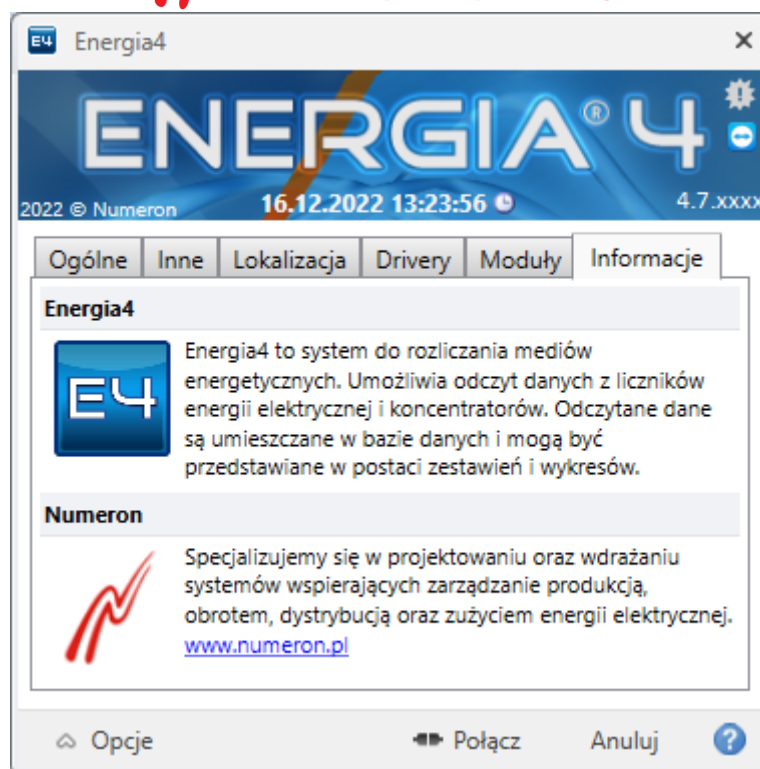 E4 Energia4
ENERGIA® 4
2022 © Numeron 16.12.2022 13:23:56 4.7.xxxx
Ogólne Inne Lokalizacja Drivery Moduły Informacje
Energia4
E4
Energia4 to system do rozliczania mediów
energetycznych. Umożliwia odczyt danych z liczników
energii elektrycznej i koncentratorów. Odczytane dane
są umieszczane w bazie danych i mogą być
przedstawiane w postaci zestawień i wykresów.
Numeron
Specjalizujemy się w projektowaniu oraz wdrażaniu
systemów wspierających zarządzanie produkcją,
obrotem, dystrybucją oraz zużyciem energii elektrycznej.
www.numeron.pl
Opcje Połącz Anuluj ?